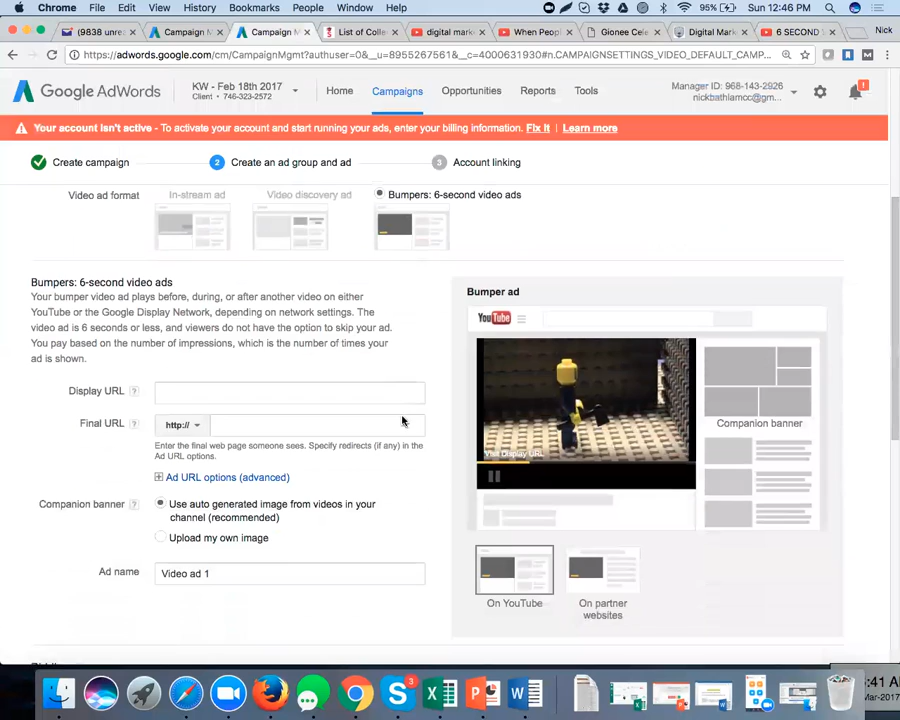 Chrome File Edit View History Bookmarks People Window Help 95% Sun 12:46 PM
(9838 unre Campaign M Campaign M List of Colle digital marke When People Gionee Cele Digital Mark 6 SECOND Nick
https://adwords.google.com/cm/CampaignMgmt?authuser=0&__u=8955267561&__c=4000631930#n.CAMPAIGNSETTINGS_VIDEO_DEFAULT_CAMP...
Google AdWords
KW - Feb 18th 2017
Client • 746-323-2572
Home Campaigns Opportunities Reports Tools
Manager ID: 968-143-2926
nickbathlamcc@gm...
!
Your account isn't active - To activate your account and start running your ads, enter your billing information. Fix it | Learn more
Create campaign 2 Create an ad group and ad 3 Account linking
Video ad format In-stream ad Video discovery ad Bumpers: 6-second video ads
Bumpers: 6-second video ads
Your bumper video ad plays before, during, or after another video on either
YouTube or the Google Display Network, depending on network settings. The
video ad is 6 seconds or less, and viewers do not have the option to skip your ad.
You pay based on the number of impressions, which is the number of times your
ad is shown.
Display URL ?
Final URL ? http://
Enter the final web page someone sees. Specify redirects (if any) in the
Ad URL options.
Ad URL options (advanced)
Companion banner ? Use auto generated image from videos in your
channel (recommended)
Upload my own image
Ad name Video ad 1
Bumper ad
YouTube
Visit Display URL
Companion banner
On YouTube
On partner
websites
3
:41 AM
Mar-2017